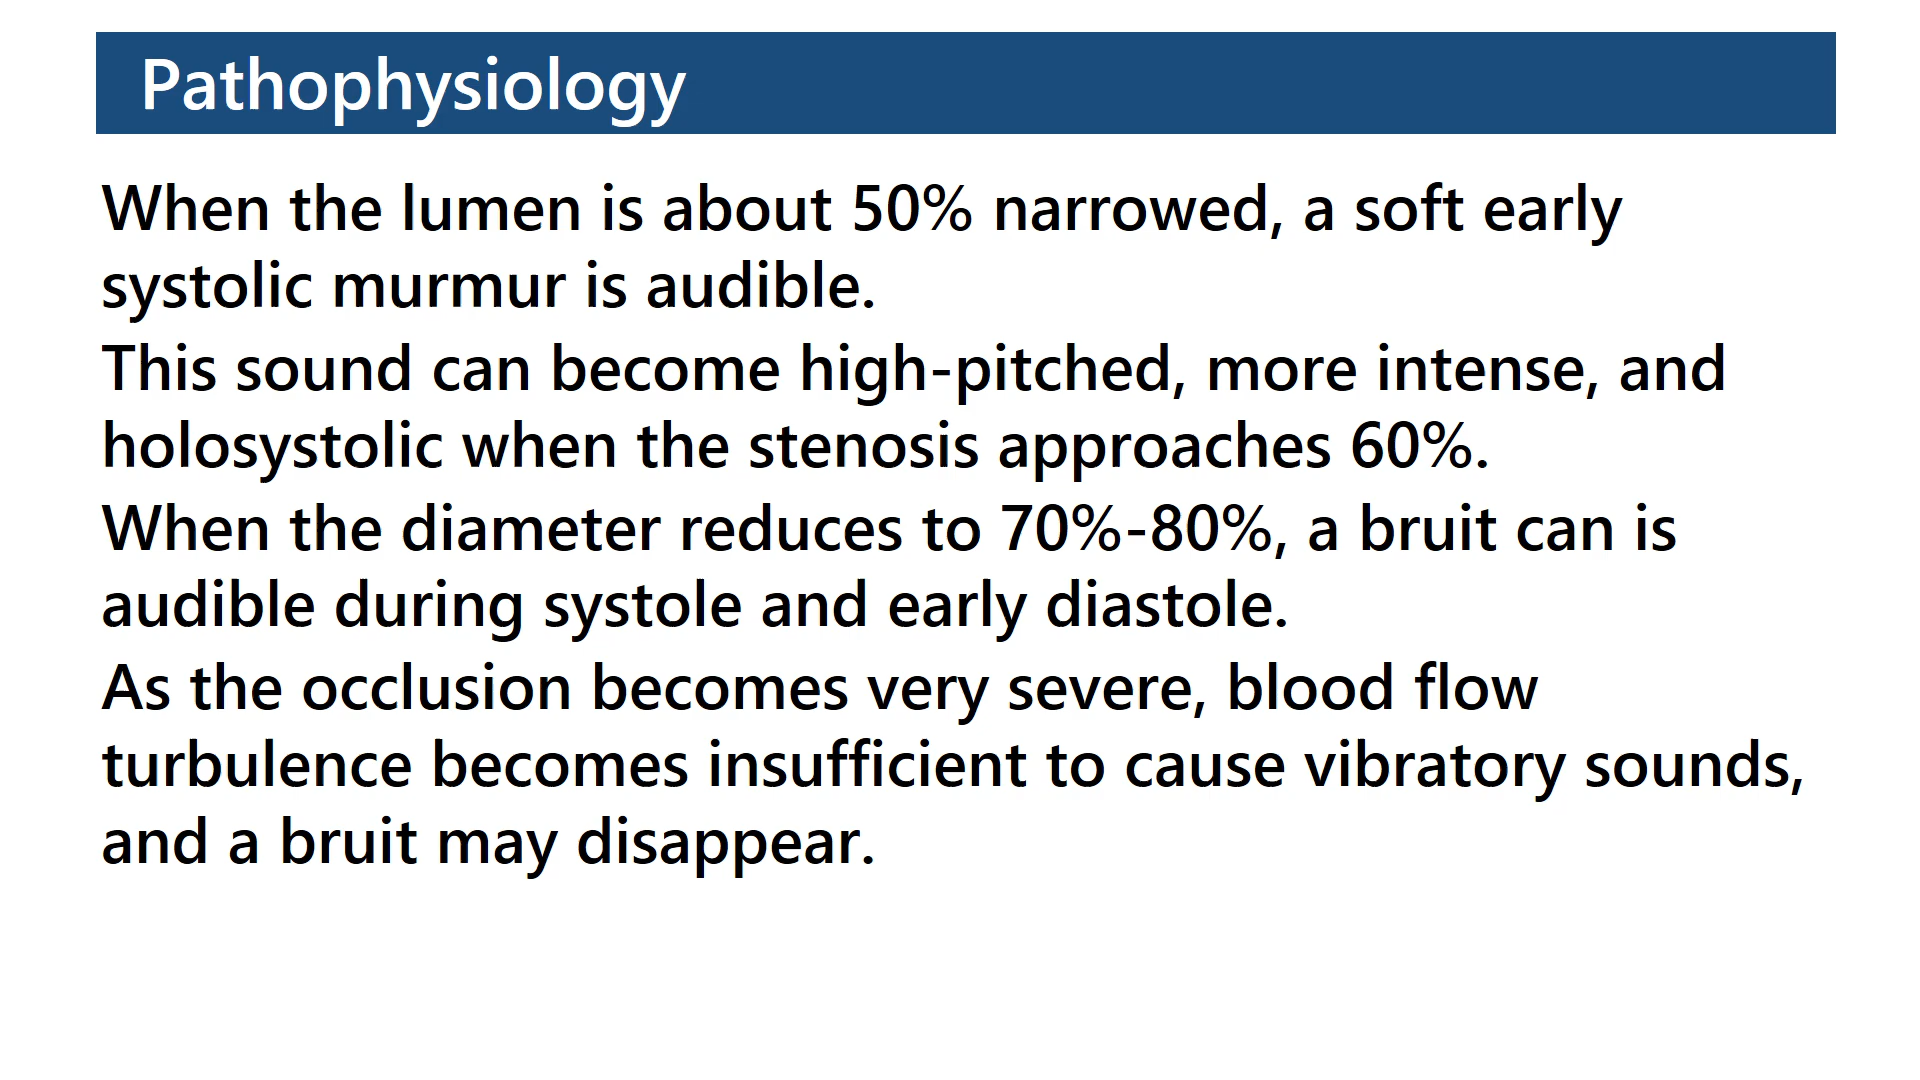 Pathophysiology
When the lumen is about 50% narrowed, a soft early
systolic murmur is audible.
This sound can become high-pitched, more intense, and
holosystolic when the stenosis approaches 60%.
When the diameter reduces to 70%-80%, a bruit can is
audible during systole and early diastole.
As the occlusion becomes very severe, blood flow
turbulence becomes insufficient to cause vibratory sounds,
and a bruit may disappear.